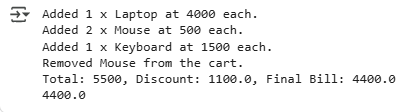 Added 1 x Laptop at 4000 each.
Added 2 x Mouse at 500 each.
Added 1 x Keyboard at 1500 each.
Removed Mouse from the cart.
Total: 5500, Discount: 1100.0, Final Bill: 4400.0
4400.0